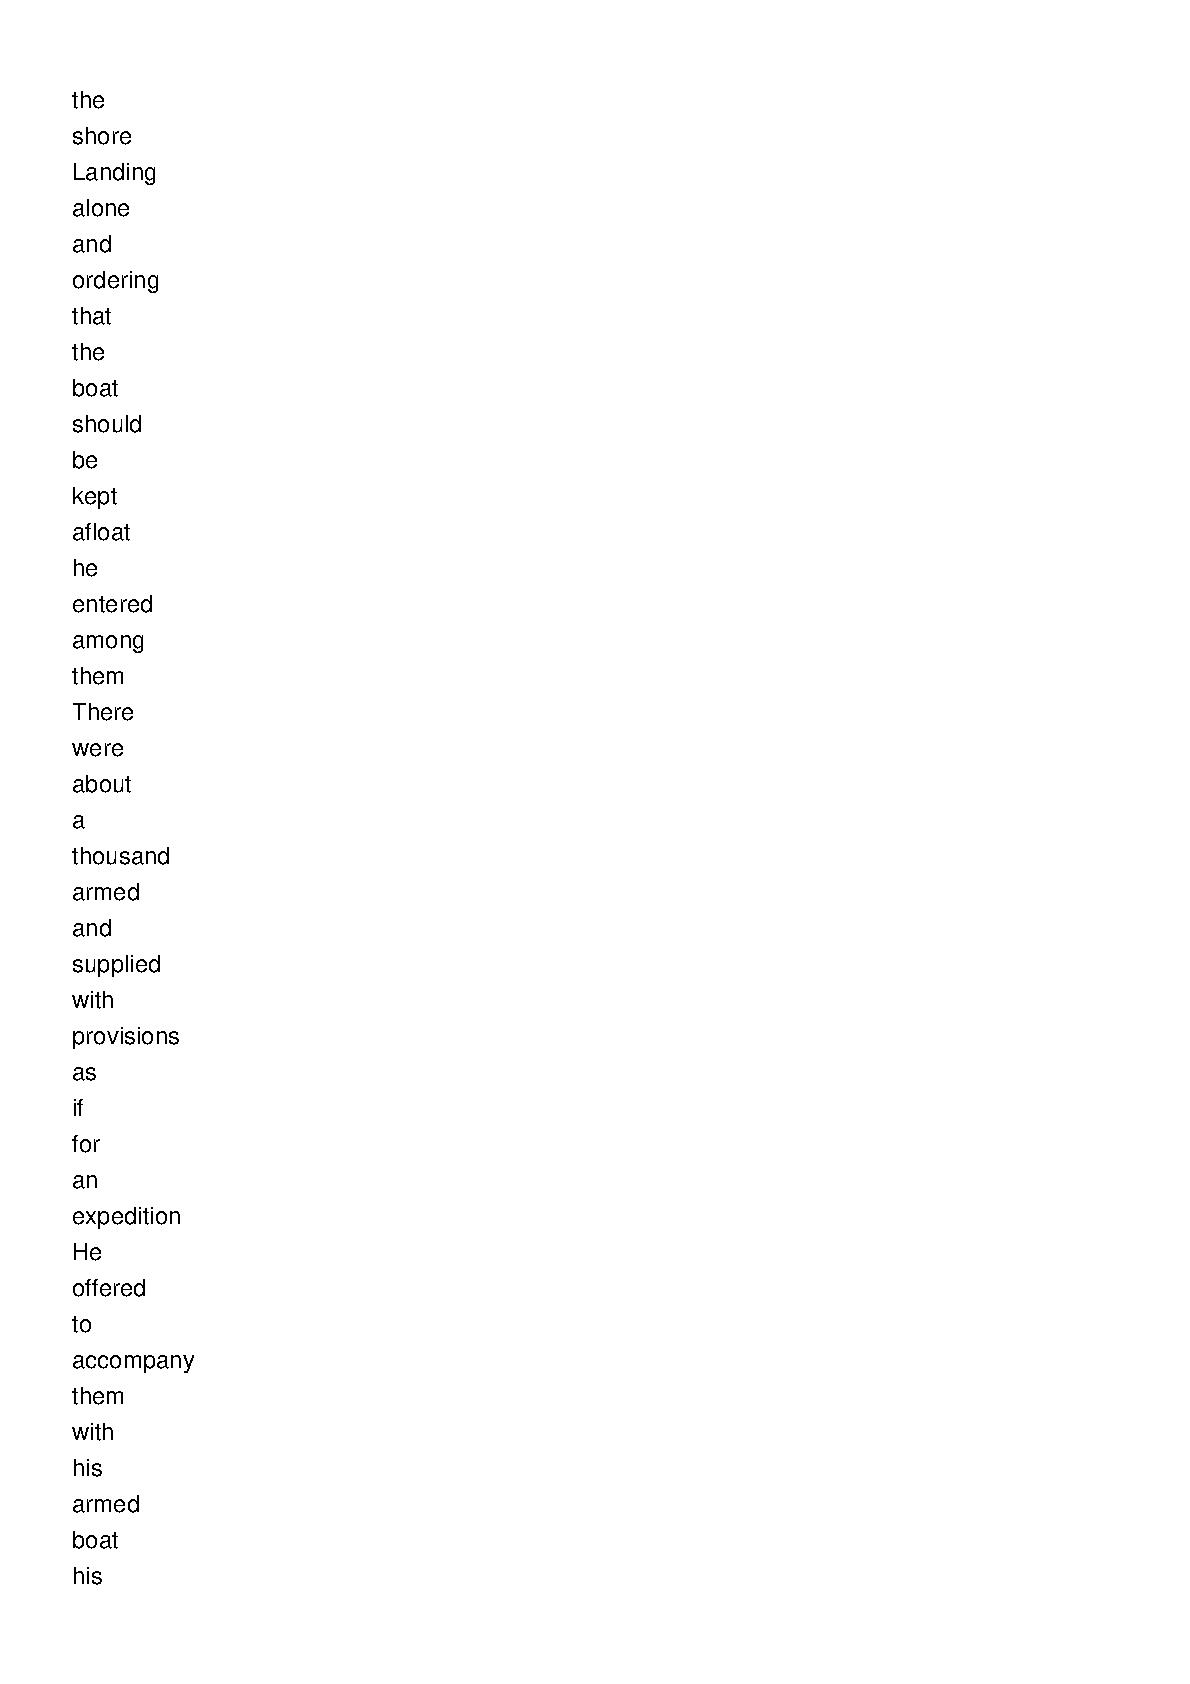 the
shore
Landing
alone
and
ordering
that
the
boat
should
be
kept
afloat
he
entered
among
them
There
were
about
a
thousand
armed
and
supplied
with
provisions
as
if
for
an
expedition
He
offered
to
accompany
them
with
his
armed
boat
his